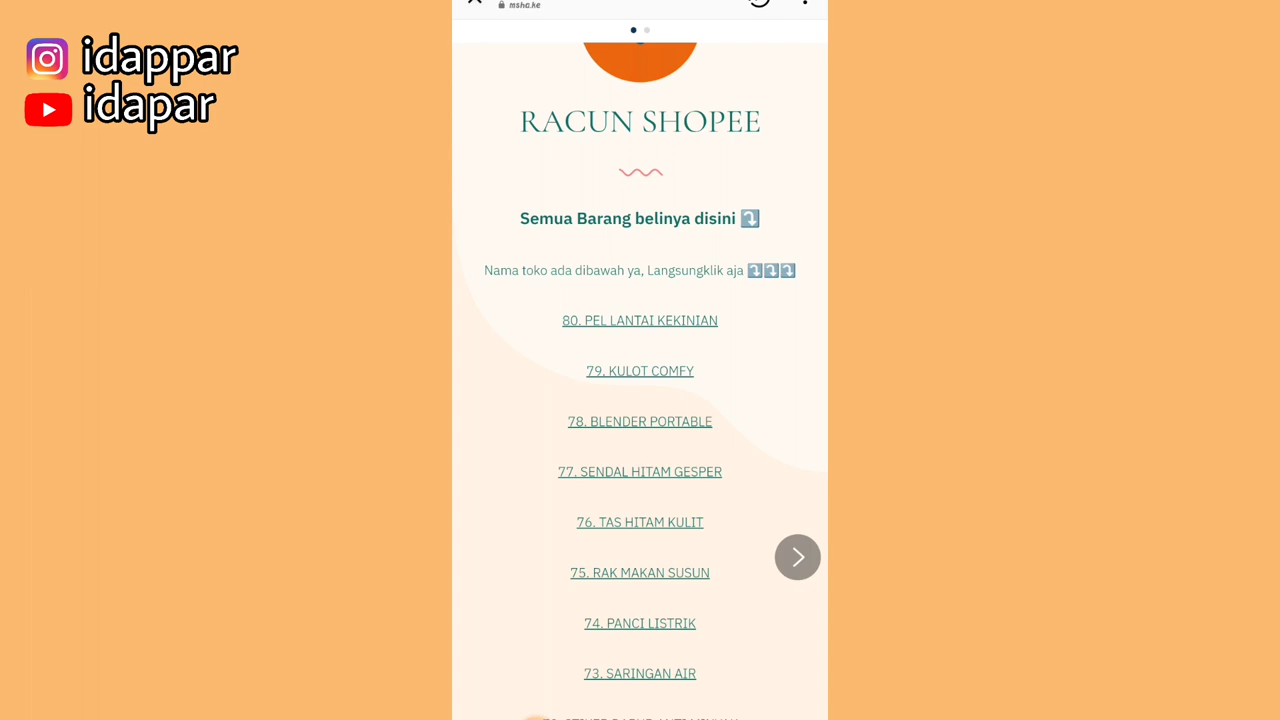 idappar
idapar
msha.ke
RACUN SHOPEE
Semua Barang belinya disini ⤵️
Nama toko ada dibawah ya, Langsungklik aja ⤵️⤵️⤵️
80. PEL LANTAI KEKINIAN
79. KULOT COMFY
78. BLENDER PORTABLE
77. SENDAL HITAM GESPER
76. TAS HITAM KULIT
75. RAK MAKAN SUSUN
74. PANCI LISTRIK
73. SARINGAN AIR